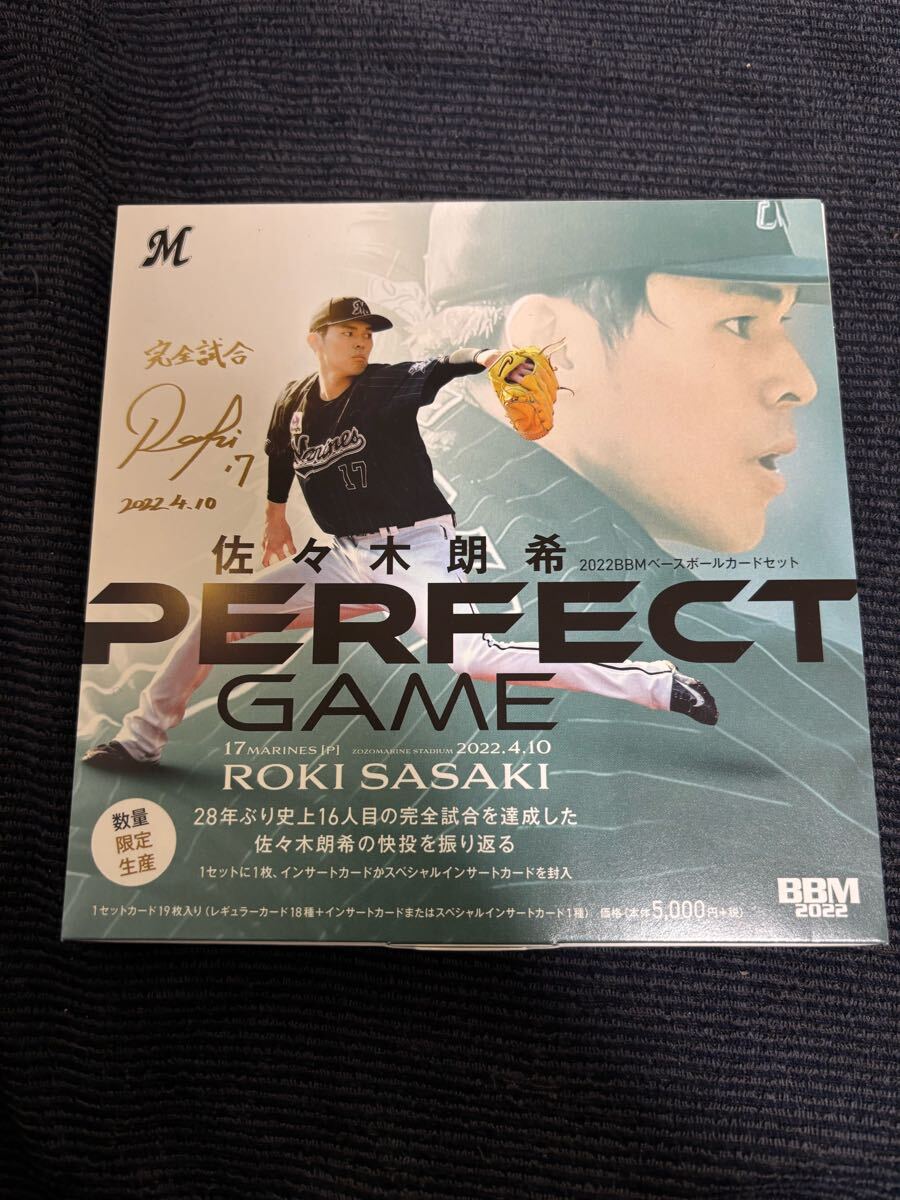 M
完全試合
Roki
17
2022.4.10
M
Marines
17
佐々木朗希
2022BBMベースボールカードセット
PERFECT
GAME
17 MARINES [P] ZOZOMARINE STADIUM 2022.4.10
ROKI SASAKI
28年ぶり史上16人目の完全試合を達成した
佐々木朗希の快投を振り返る
1セットに1枚、インサートカードかスペシャルインサートカードを封入
数量
限定
生産
BBM
2022
1セットカード19枚入り（レギュラーカード18種＋インサートカードまたはスペシャルインサートカード1種） 価格（本体5,000円＋税）